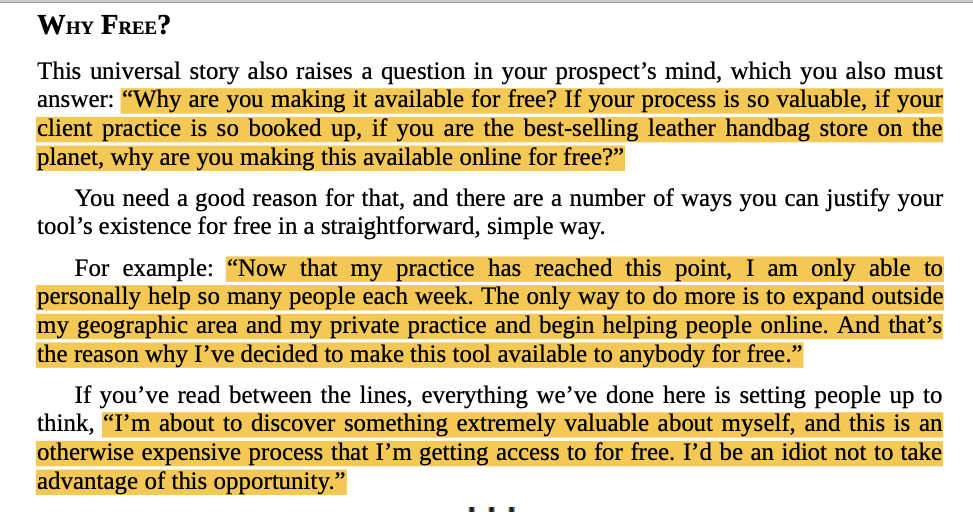 WHY FREE?
This universal story also raises a question in your prospect’s mind, which you also must
answer: “Why are you making it available for free? If your process is so valuable, if your
client practice is so booked up, if you are the best-selling leather handbag store on the
planet, why are you making this available online for free?”
You need a good reason for that, and there are a number of ways you can justify your
tool’s existence for free in a straightforward, simple way.
For example: “Now that my practice has reached this point, I am only able to
personally help so many people each week. The only way to do more is to expand outside
my geographic area and my private practice and begin helping people online. And that’s
the reason why I’ve decided to make this tool available to anybody for free.”
If you’ve read between the lines, everything we’ve done here is setting people up to
think, “I’m about to discover something extremely valuable about myself, and this is an
otherwise expensive process that I’m getting access to for free. I’d be an idiot not to take
advantage of this opportunity.”